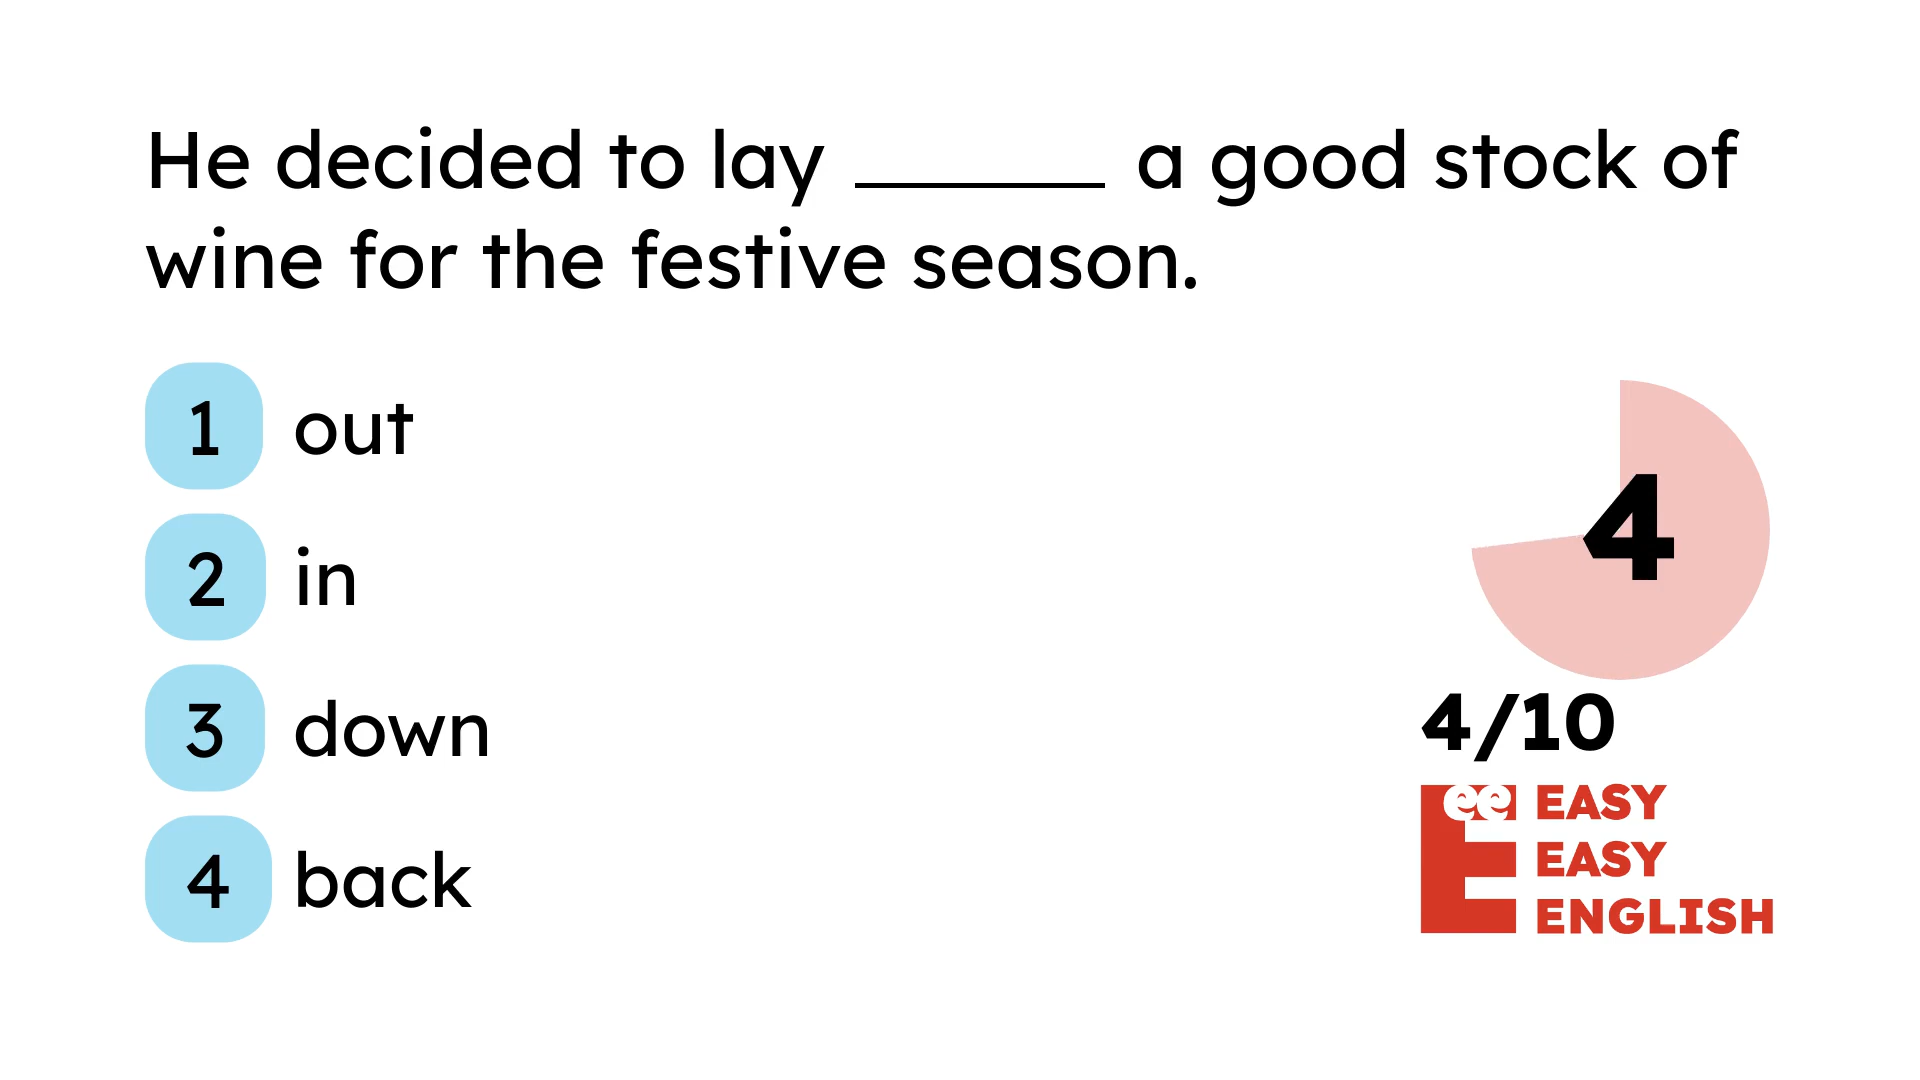 He decided to lay ______ a good stock of
wine for the festive season.
1 out
2 in
3 down
4 back
4
4/10
ee EASY
EASY
ENGLISH